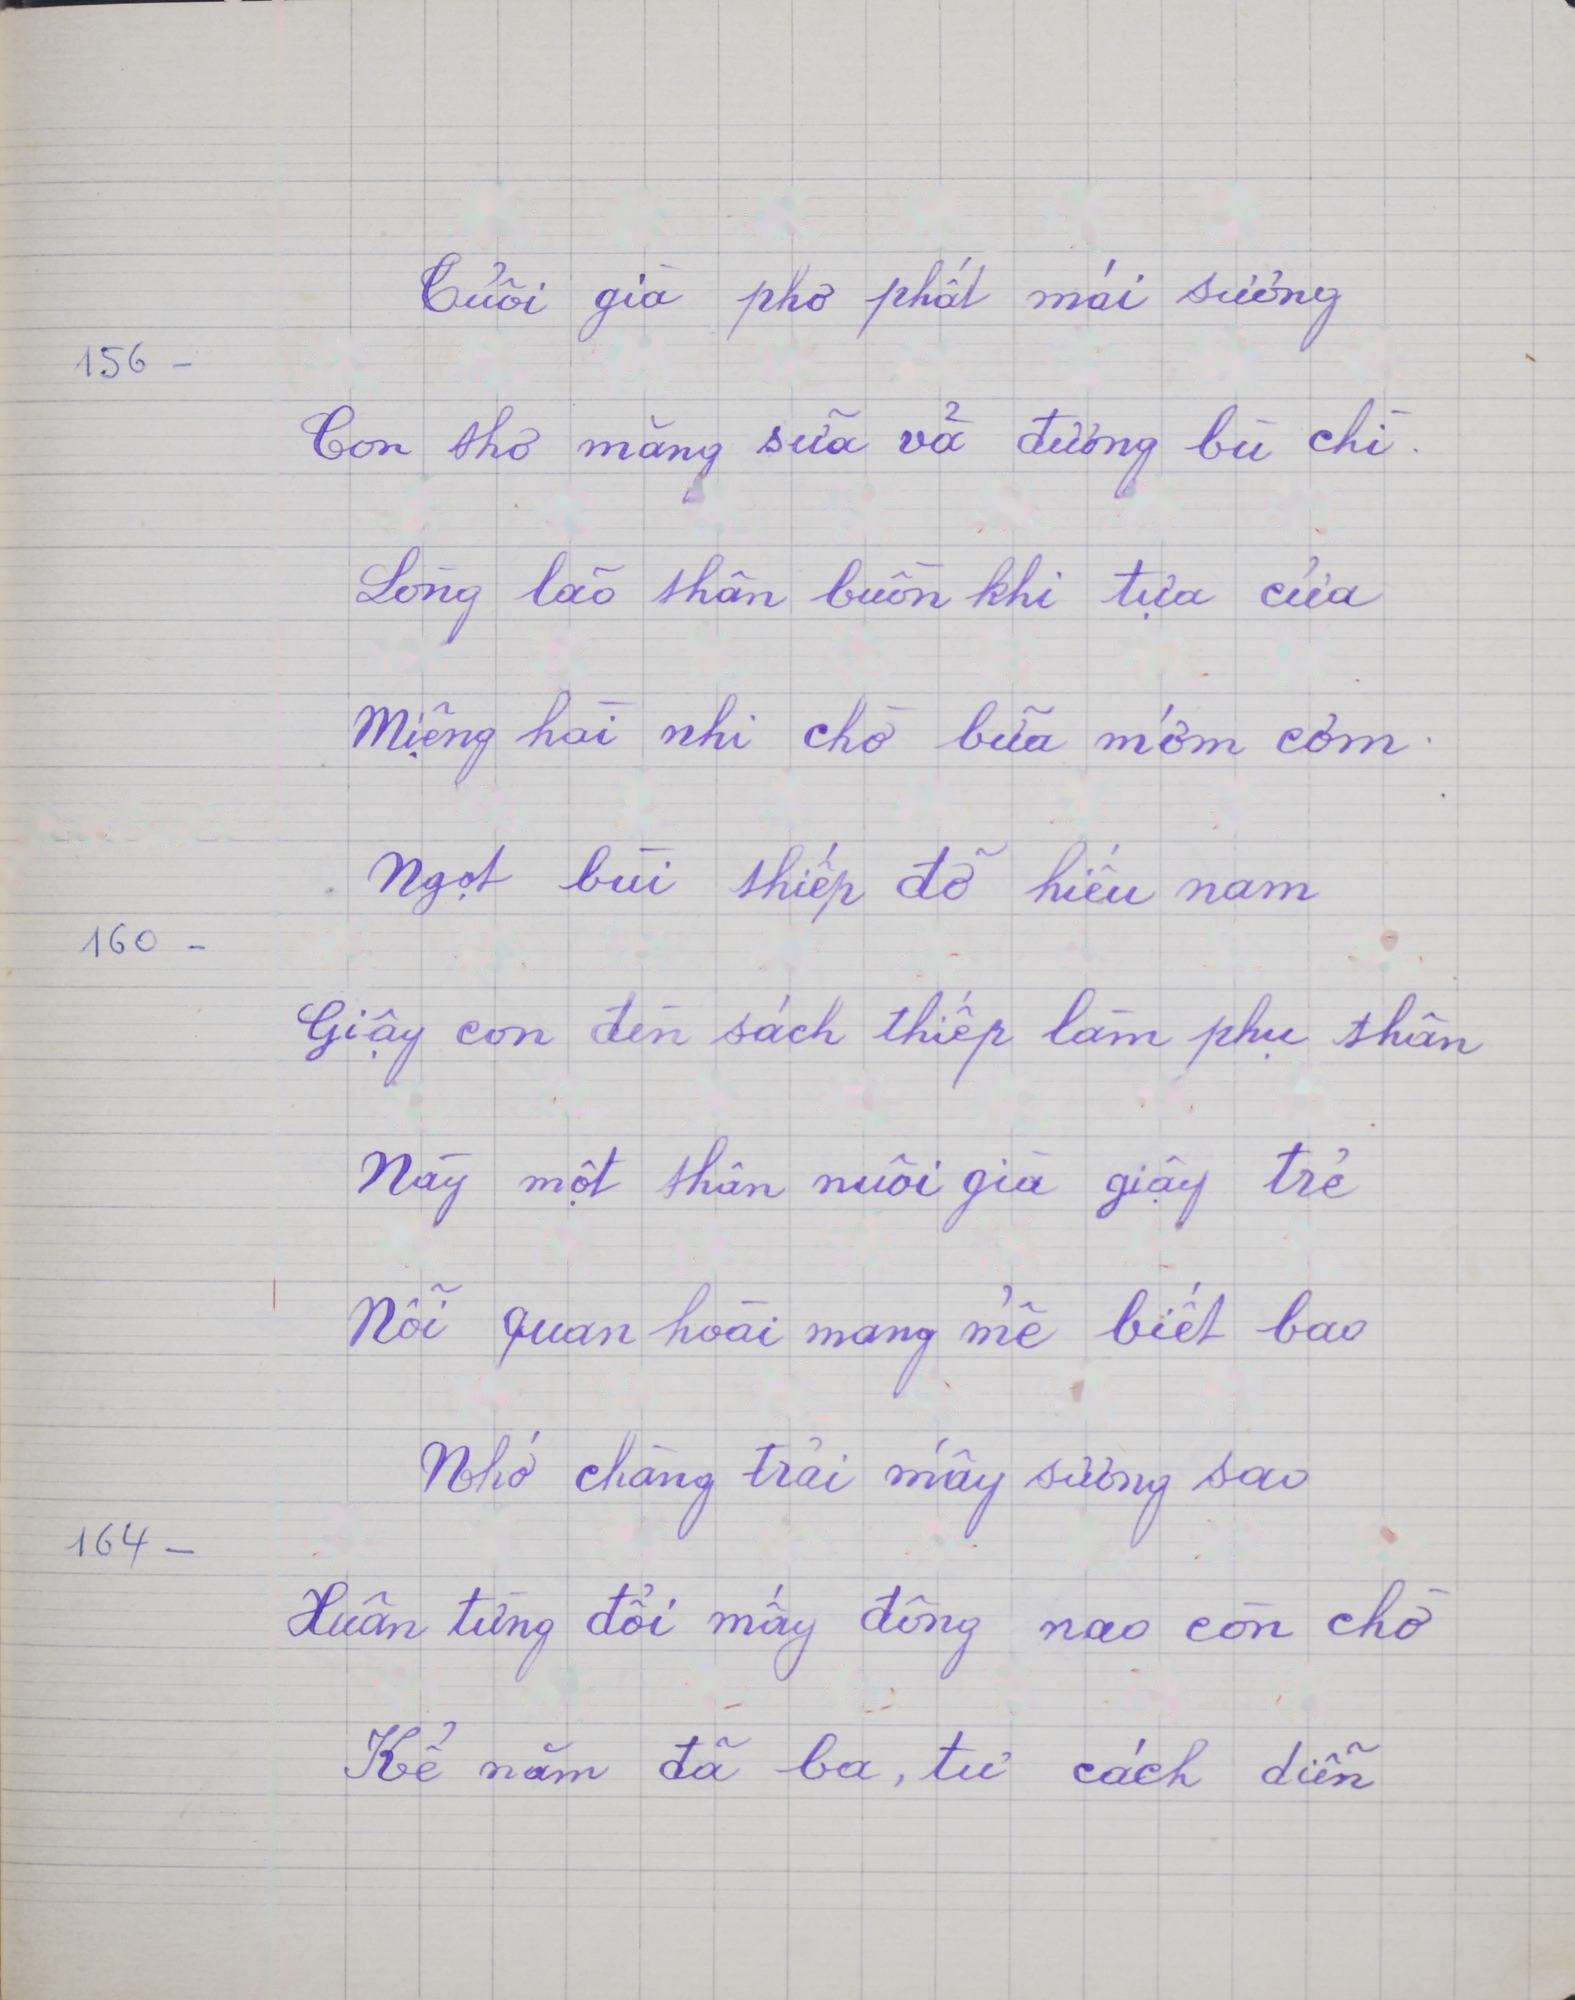 Tuổi già phơ phất mái sương
156 -
Con thơ măng sữa vả đương bù chì.
Lòng lão thân buồn khi tựa cửa
Miệng hài nhi chờ bữa mớm cơm.
Ngọt bùi thiếp đỡ hiếu nam
160 -
Giậy con đèn sách thiếp làm phụ thân
Nay một thân nuôi già giậy trẻ
Nỗi quan hoài mang mể biết bao
Nhớ chàng trải mấy sương sao
164 -
Xuân từng đổi mấy đông nao còn chờ
Kể năm đã ba, tư cách diễn